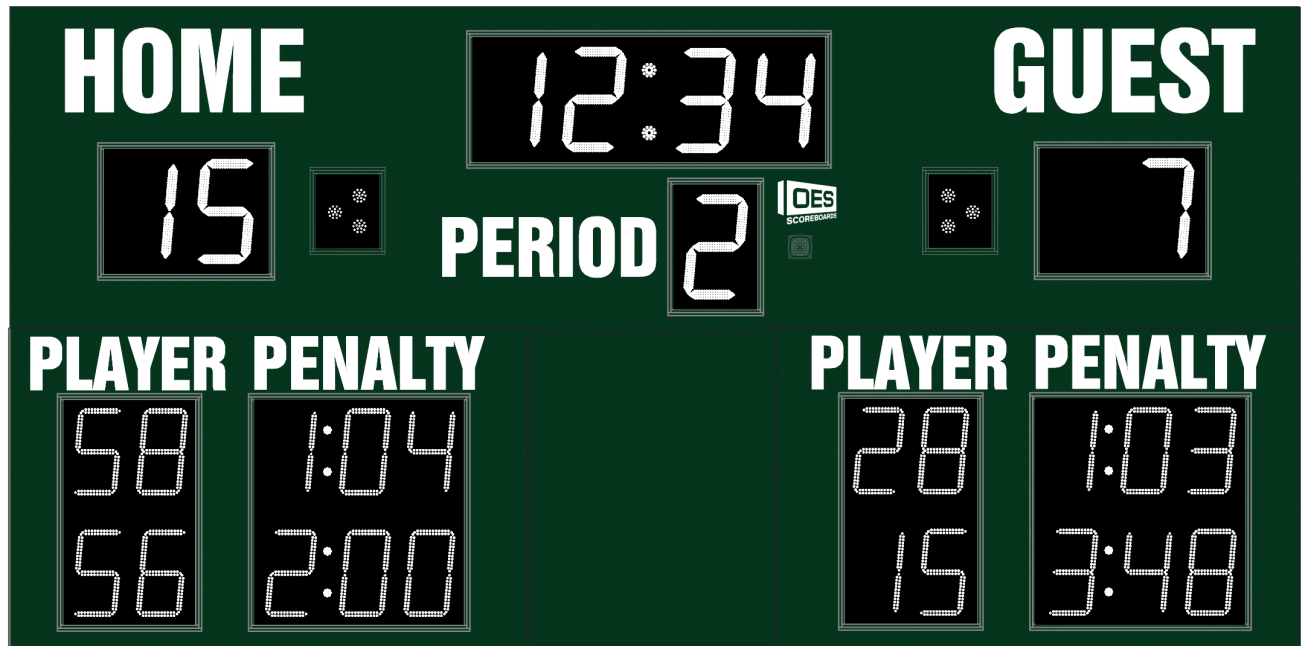 HOME 12:34 GUEST
15 7
PERIOD 2
OES
SCOREBOARDS
PLAYER PENALTY PLAYER PENALTY
58 1:04 28 1:03
56 2:00 15 3:48